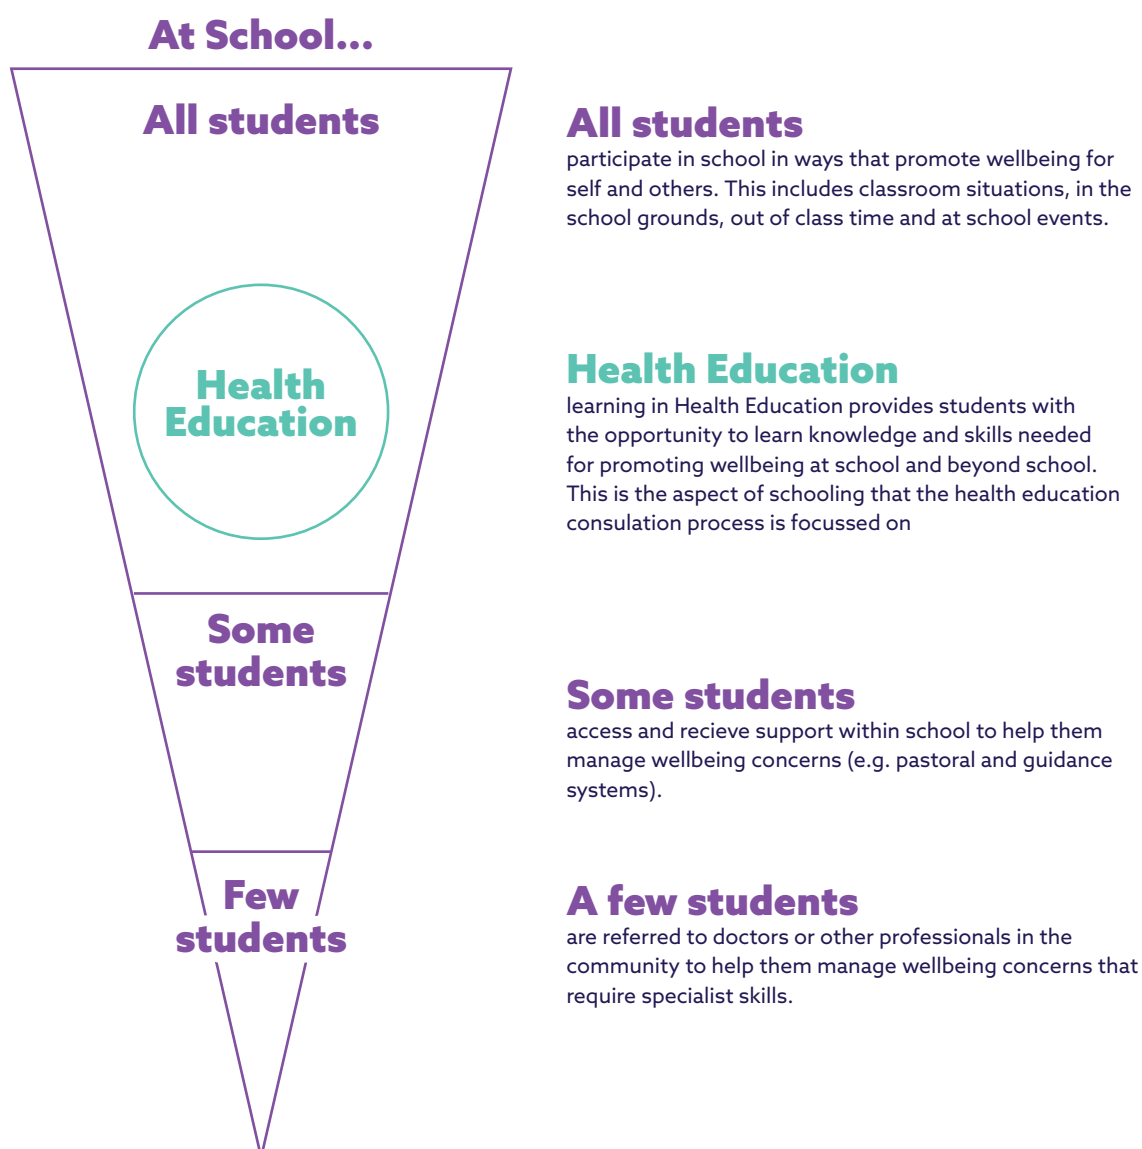 At School...
All students
Health
Education
Some
students
Few
students
All students
participate in school in ways that promote wellbeing for
self and others. This includes classroom situations, in the
school grounds, out of class time and at school events.
Health Education
learning in Health Education provides students with
the opportunity to learn knowledge and skills needed
for promoting wellbeing at school and beyond school.
This is the aspect of schooling that the health education
consulation process is focussed on
Some students
access and recieve support within school to help them
manage wellbeing concerns (e.g. pastoral and guidance
systems).
A few students
are referred to doctors or other professionals in the
community to help them manage wellbeing concerns that
require specialist skills.